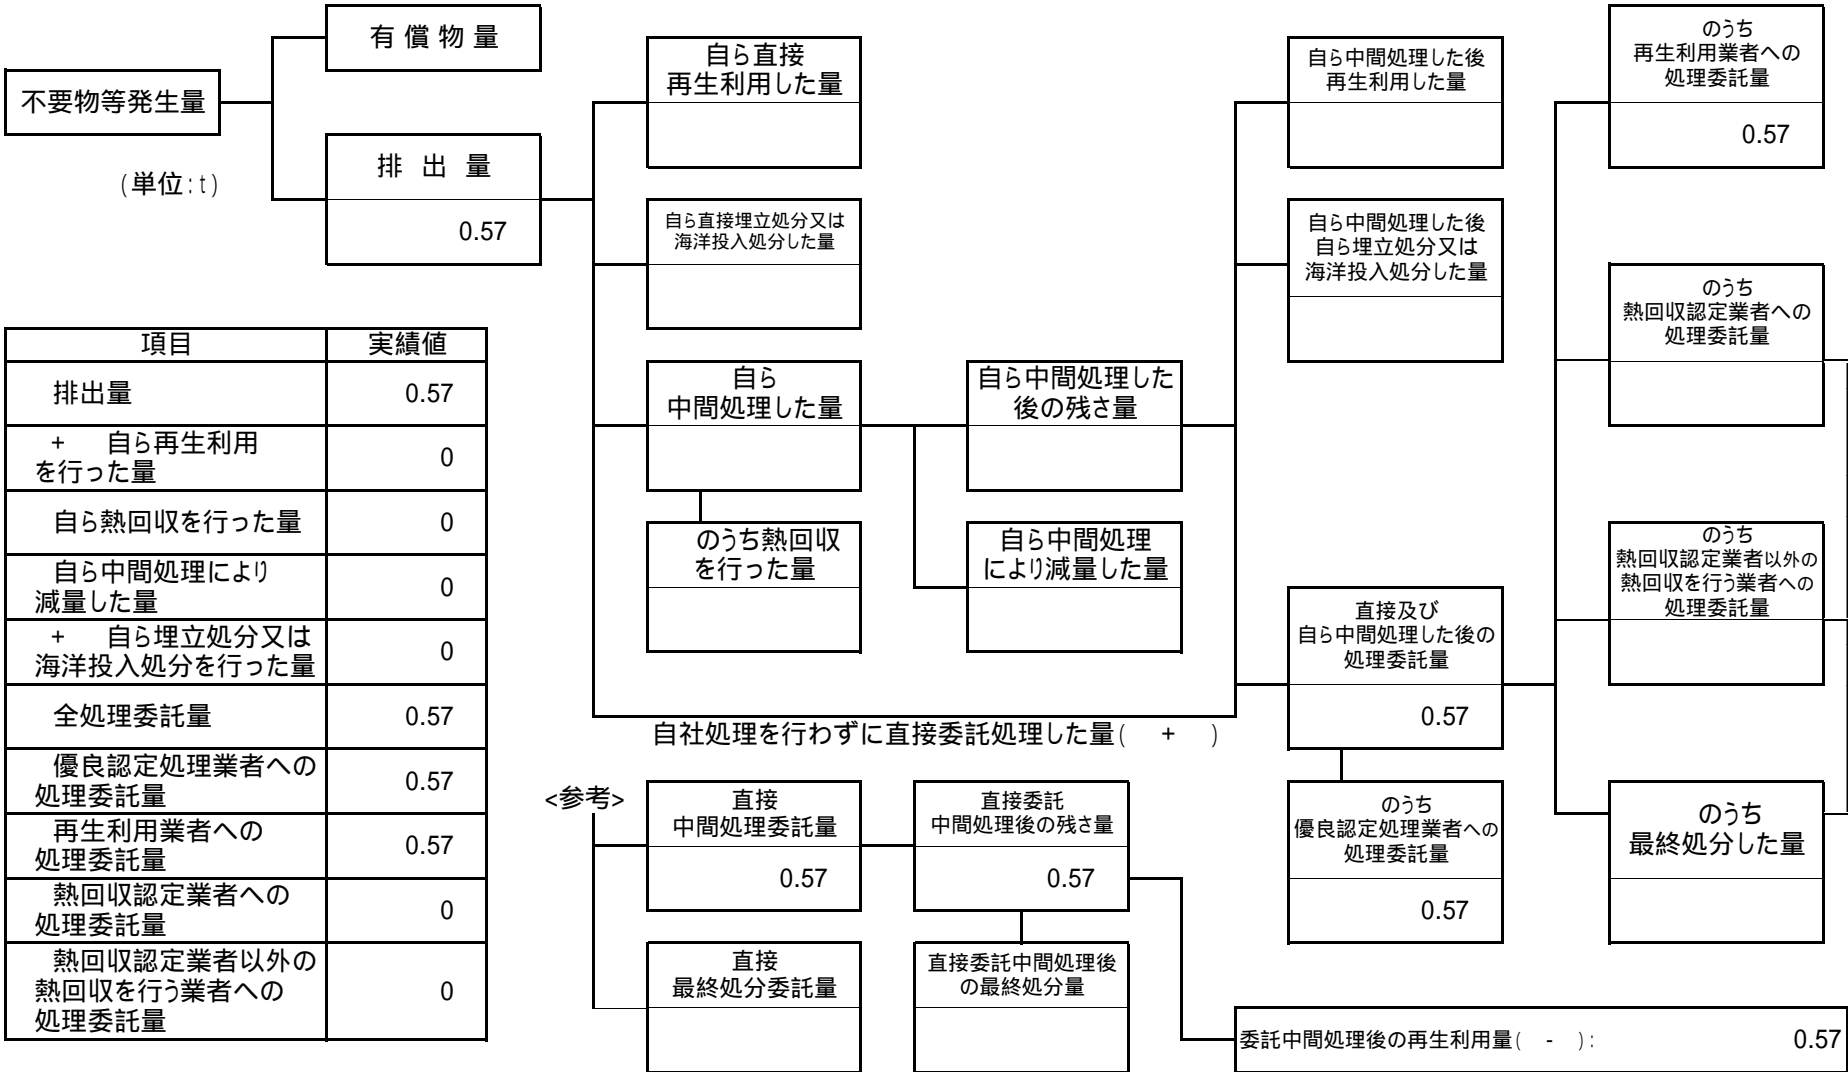 不要物等発生量
(単位:t)
有償物量
排出量
0.57
自ら直接
再生利用した量
自ら直接埋立処分又は
海洋投入処分した量
自ら
中間処理した量
のうち熱回収
を行った量
自ら中間処理した
後の残さ量
自ら中間処理
により減量した量
自ら中間処理した後
再生利用した量
自ら中間処理した後
自ら埋立処分又は
海洋投入処分した量
直接及び
自ら中間処理した後の
処理委託量
0.57
のうち
優良認定処理業者への
処理委託量
0.57
のうち
再生利用業者への
処理委託量
0.57
のうち
熱回収認定業者への
処理委託量
のうち
熱回収認定業者以外の
熱回収を行う業者への
処理委託量
のうち
最終処分した量
自社処理を行わずに直接委託処理した量( + )
項目 実績値
排出量 0.57
+ 自ら再生利用
を行った量 0
自ら熱回収を行った量 0
自ら中間処理により
減量した量 0
+ 自ら埋立処分又は
海洋投入処分を行った量 0
全処理委託量 0.57
優良認定処理業者への
処理委託量 0.57
再生利用業者への
処理委託量 0.57
熱回収認定業者への
処理委託量 0
熱回収認定業者以外の
熱回収を行う業者への
処理委託量 0
<参考>
直接
中間処理委託量
0.57
直接委託
中間処理後の残さ量
0.57
直接
最終処分委託量
直接委託中間処理後
の最終処分量
委託中間処理後の再生利用量( - ): 0.57